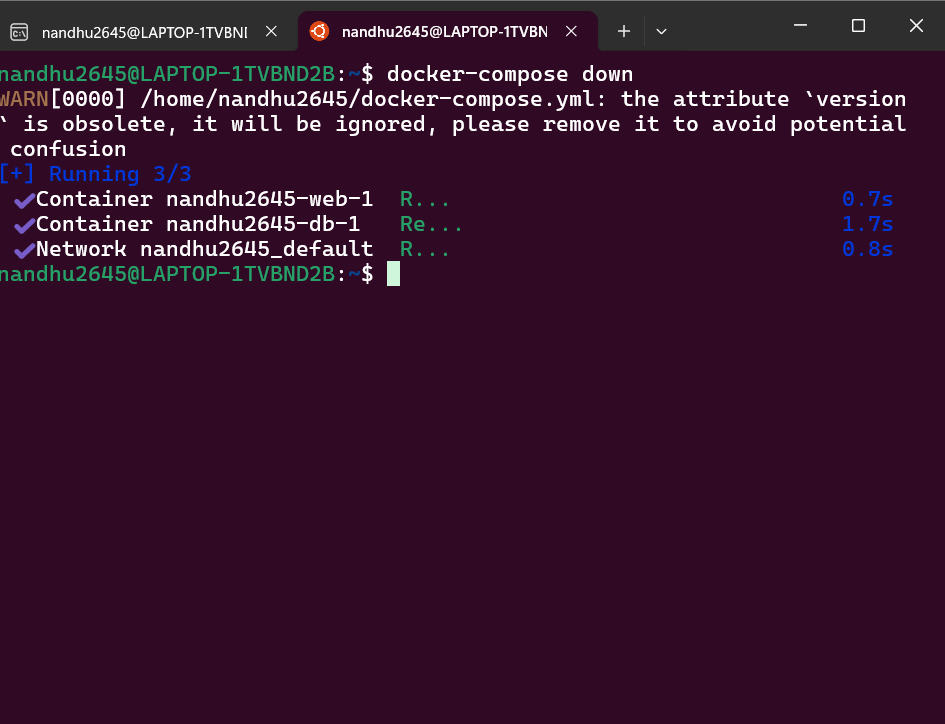 nandhu2645@LAPTOP-1TVBND
nandhu2645@LAPTOP-1TVBN
nandhu2645@LAPTOP-1TVBND2B:~$ docker-compose down
WARN[0000] /home/nandhu2645/docker-compose.yml: the attribute `version
` is obsolete, it will be ignored, please remove it to avoid potential
confusion
[+] Running 3/3
✔Container nandhu2645-web-1 R... 0.7s
✔Container nandhu2645-db-1 Re... 1.7s
✔Network nandhu2645_default R... 0.8s
nandhu2645@LAPTOP-1TVBND2B:~$